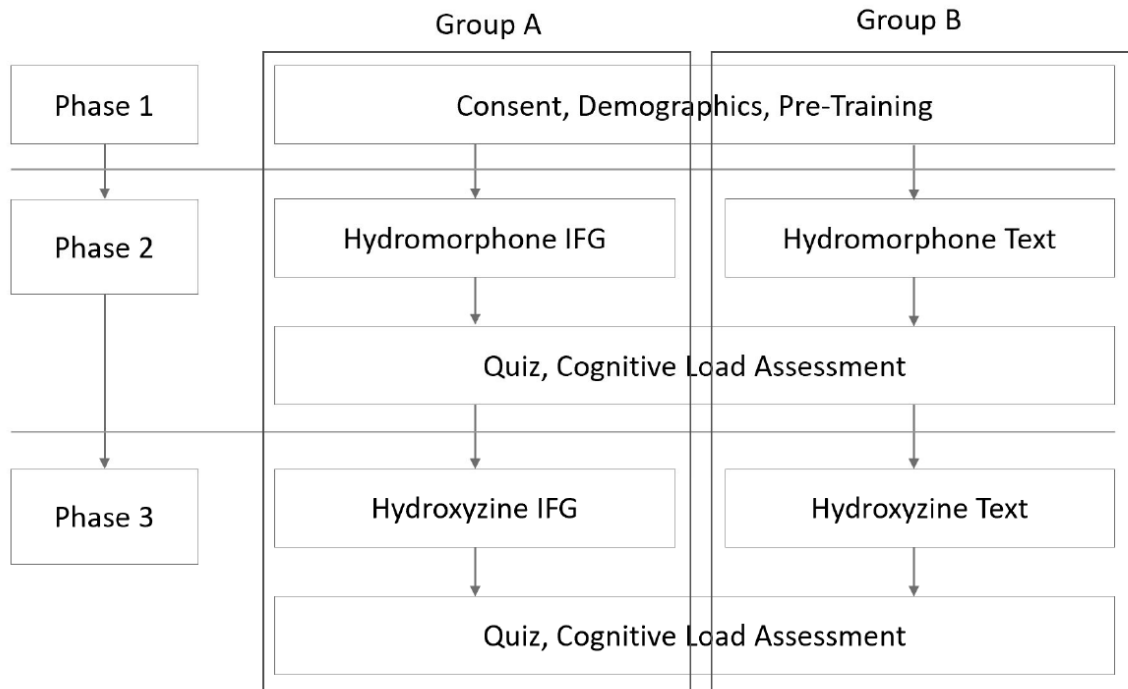 Group A
Group B
Phase 1
Consent, Demographics, Pre-Training
Phase 2
Hydromorphone IFG
Hydromorphone Text
Quiz, Cognitive Load Assessment
Phase 3
Hydroxyzine IFG
Hydroxyzine Text
Quiz, Cognitive Load Assessment